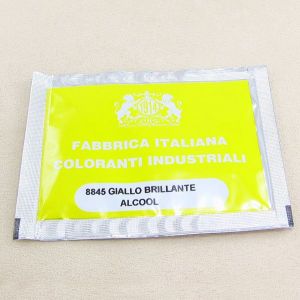 FABBRICA ITALIANA
COLORANTI INDUSTRIALI
8845 GIALLO BRILLANTE
ALCOOL